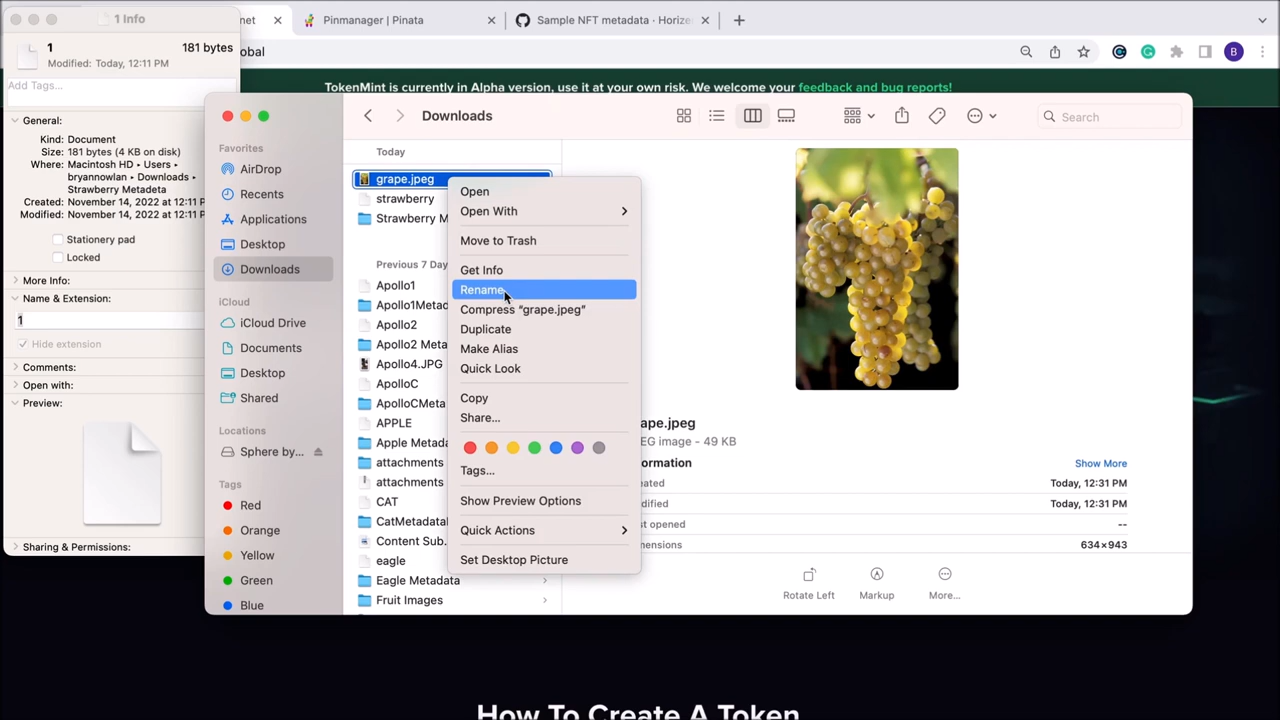 1 Info
1
181 bytes
Modified: Today, 12:11 PM
Add Tags...
General:
Kind: Document
Size: 181 bytes (4 KB on disk)
Where: Macintosh HD ▸ Users ▸
bryannowlan ▸ Downloads ▸
Strawberry Metadata
Created: November 14, 2022 at 12:11 P
Modified: November 14, 2022 at 12:11 P
Stationery pad
Locked
More Info:
Name & Extension:
1
Hide extension
Comments:
Open with:
Preview:
Sharing & Permissions:
net
Pinmanager | Pinata
Sample NFT metadata · Horize
obal
B
TokenMint is currently in Alpha version, use it at your own risk. We welcome your feedback and bug reports!
Downloads
Search
Favorites
AirDrop
Recents
Applications
Desktop
Downloads
iCloud
iCloud Drive
Documents
Desktop
Shared
Locations
Sphere by...
Tags
Red
Orange
Yellow
Green
Blue
Today
grape.jpeg
strawberry
Strawberry M
Previous 7 Day
Apollo1
Apollo1Metad
Apollo2
Apollo2 Meta
Apollo4.JPG
ApolloC
ApolloCMeta
APPLE
Apple Metada
attachments
attachments
CAT
CatMetadatal
Content Sub.
eagle
Eagle Metadata
Fruit Images
Open
Open With
Move to Trash
Get Info
Rename
Compress “grape.jpeg”
Duplicate
Make Alias
Quick Look
Copy
Share...
Tags...
Show Preview Options
Quick Actions
Set Desktop Picture
ape.jpeg
EG image - 49 KB
ormation
Show More
eated
Today, 12:31 PM
dified
Today, 12:31 PM
st opened
--
ensions
634×943
Rotate Left
Markup
More...
How To Create A Token